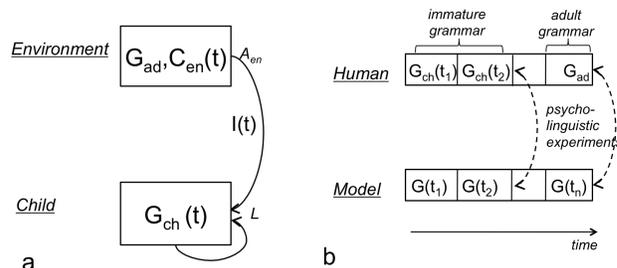 Environment
G_ad,C_en(t)
A_en
I(t)
Child
G_ch (t)
L
a
immature
grammar
adult
grammar
Human
G_ch(t_1) G_ch(t_2) G_ad
psycho-
linguistic
experiments
Model
G(t_1) G(t_2) G(t_n)
time
b